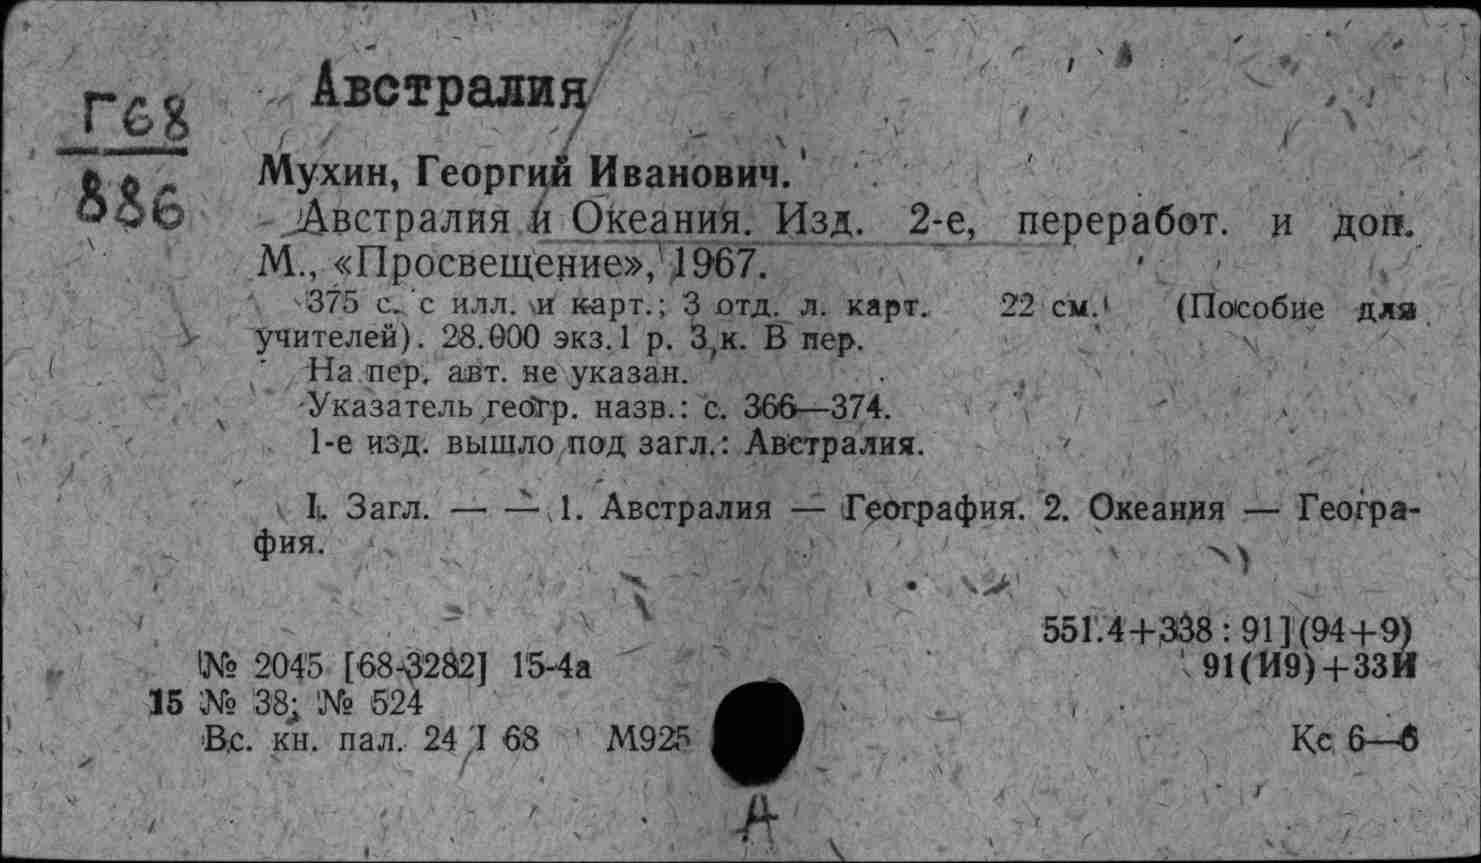 Австралия
Г68
886
Мухин, Георгий Иванович.
Австралия и Океания. Изд. 2-е, переработ. и доп.
М., «Просвещение», 1967.
375 с. с илл. и карт.; 3 отд. л. карт. 22 см. (Пособие для
учителей). 28.000 экз. 1 р. 3 к. В пер.
На пер. авт. не указан.
Указатель геогр. назв.: с. 366—374.
1-е изд. вышло под загл.: Австралия.
I. Загл. — — 1. Австралия — География. 2. Океания — Геогра-
фия.
551.4+338 : 91](94+9)
№ 2045 [68-3282] 15-4а 91(И9)+33И
15 № 38; № 524
Вс. кн. пал. 24 I 68 М925 Кс 6—6
А